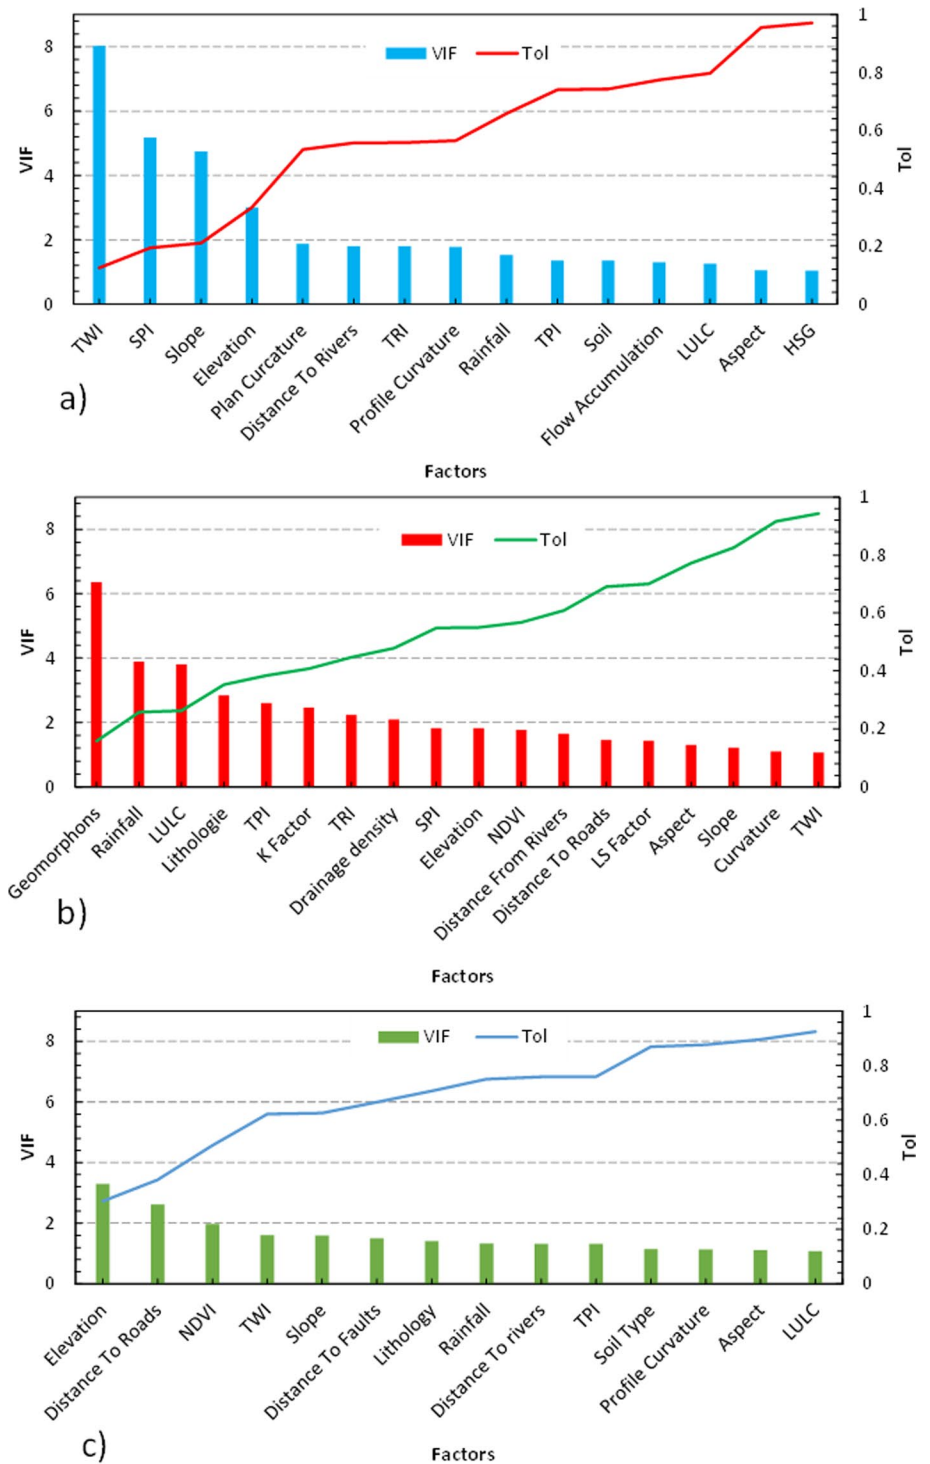 VIF Tol
8
6
4
2
0
VIF
1
0.8
0.6
0.4
0.2
0
Tol
TWI
SPI
Slope
Elevation
Plan Curcature
Distance To Rivers
TRI
Profile Curvature
Rainfall
TPI
Soil
Flow Accumulation
LULC
Aspect
HSG
a)
Factors
VIF Tol
8
6
4
2
0
VIF
1
0.8
0.6
0.4
0.2
0
Tol
Geomorphons
Rainfall
LULC
Lithologie
TPI
K Factor
TRI
Drainage density
SPI
Elevation
NDVI
Distance From Rivers
Distance To Roads
LS Factor
Aspect
Slope
Curvature
TWI
b)
Factors
VIF Tol
8
6
4
2
0
VIF
1
0.8
0.6
0.4
0.2
0
Tol
Elevation
Distance To Roads
NDVI
TWI
Slope
Distance To Faults
Lithology
Rainfall
Distance To rivers
TPI
Soil Type
Profile Curvature
Aspect
LULC
c)
Factors